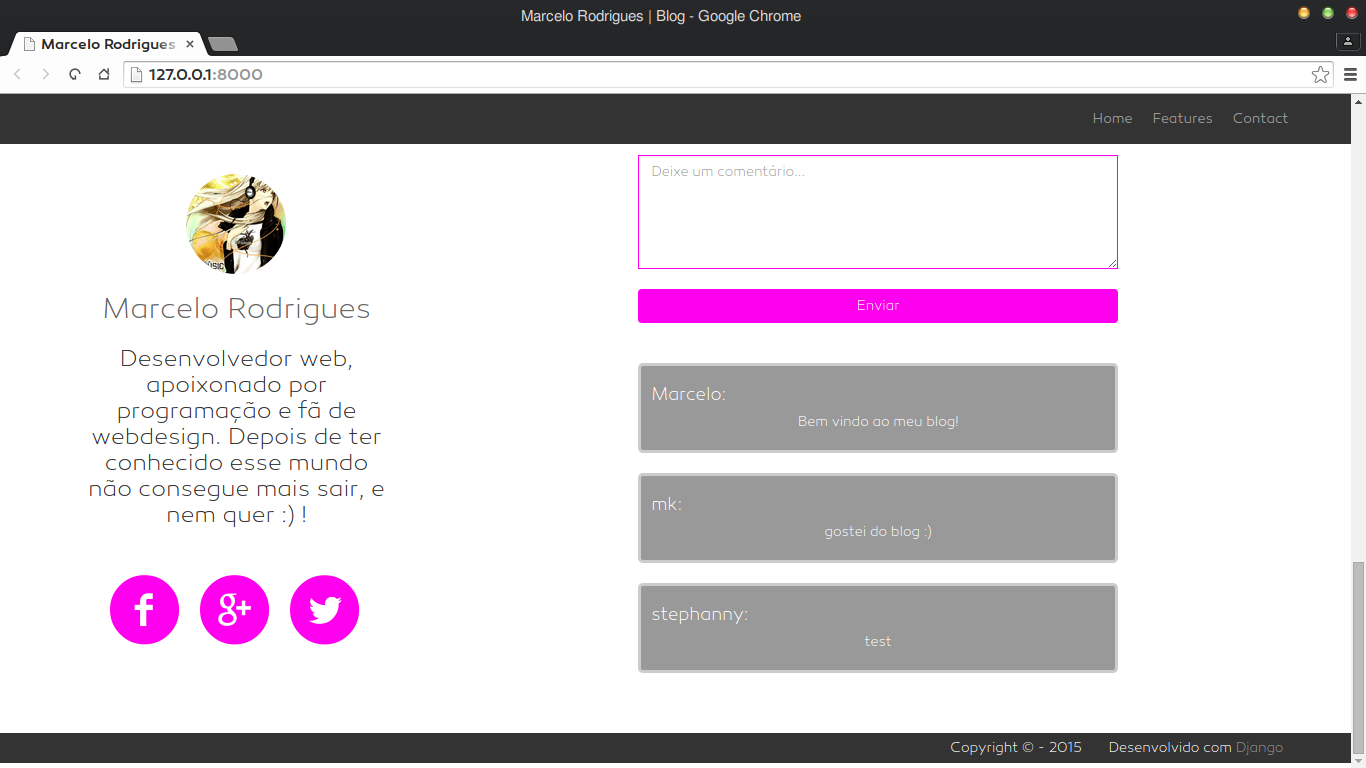 Marcelo Rodrigues | Blog - Google Chrome
Marcelo Rodrigues
127.0.0.1:8000
Home Features Contact
Deixe um comentário...
Enviar
Marcelo Rodrigues
Desenvolvedor web,
apoixonado por
programação e fã de
webdesign. Depois de ter
conhecido esse mundo
não consegue mais sair, e
nem quer :) !
Marcelo:
Bem vindo ao meu blog!
mk:
gostei do blog :)
stephanny:
test
Copyright © - 2015 Desenvolvido com Django